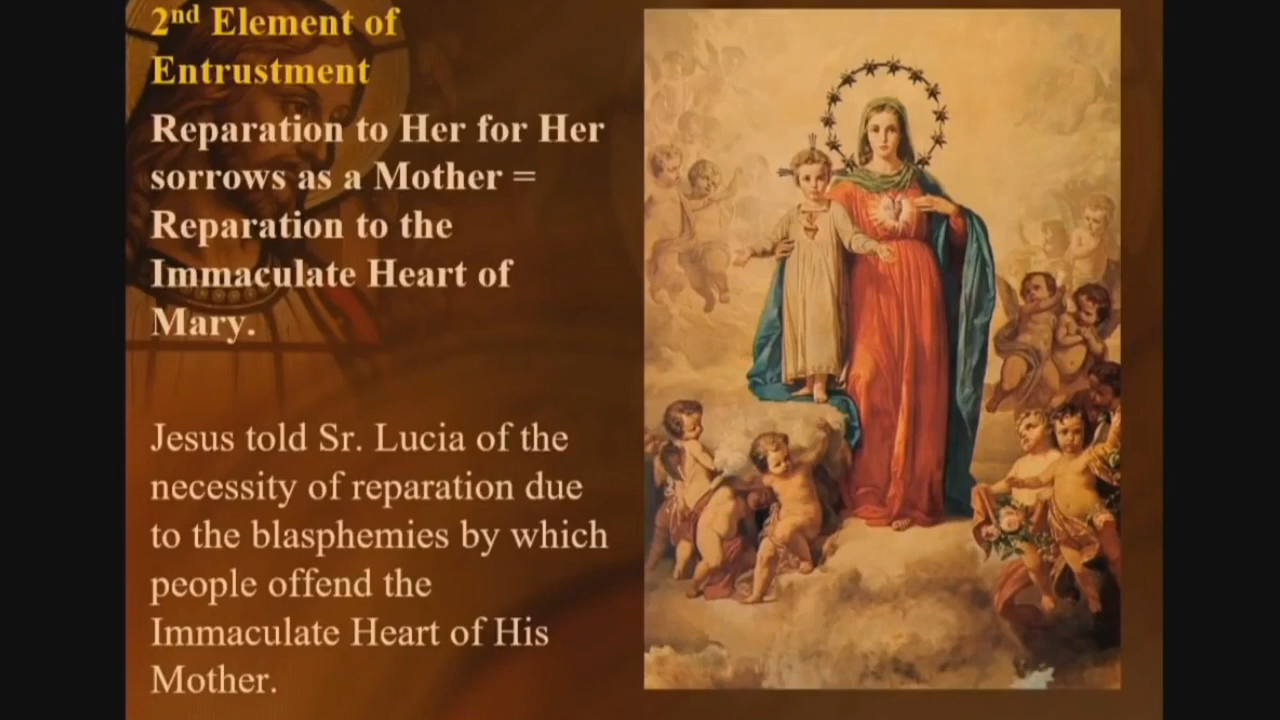 2nd Element of
Entrustment
Reparation to Her for Her
sorrows as a Mother =
Reparation to the
Immaculate Heart of
Mary.
Jesus told Sr. Lucia of the
necessity of reparation due
to the blasphemies by which
people offend the
Immaculate Heart of His
Mother.